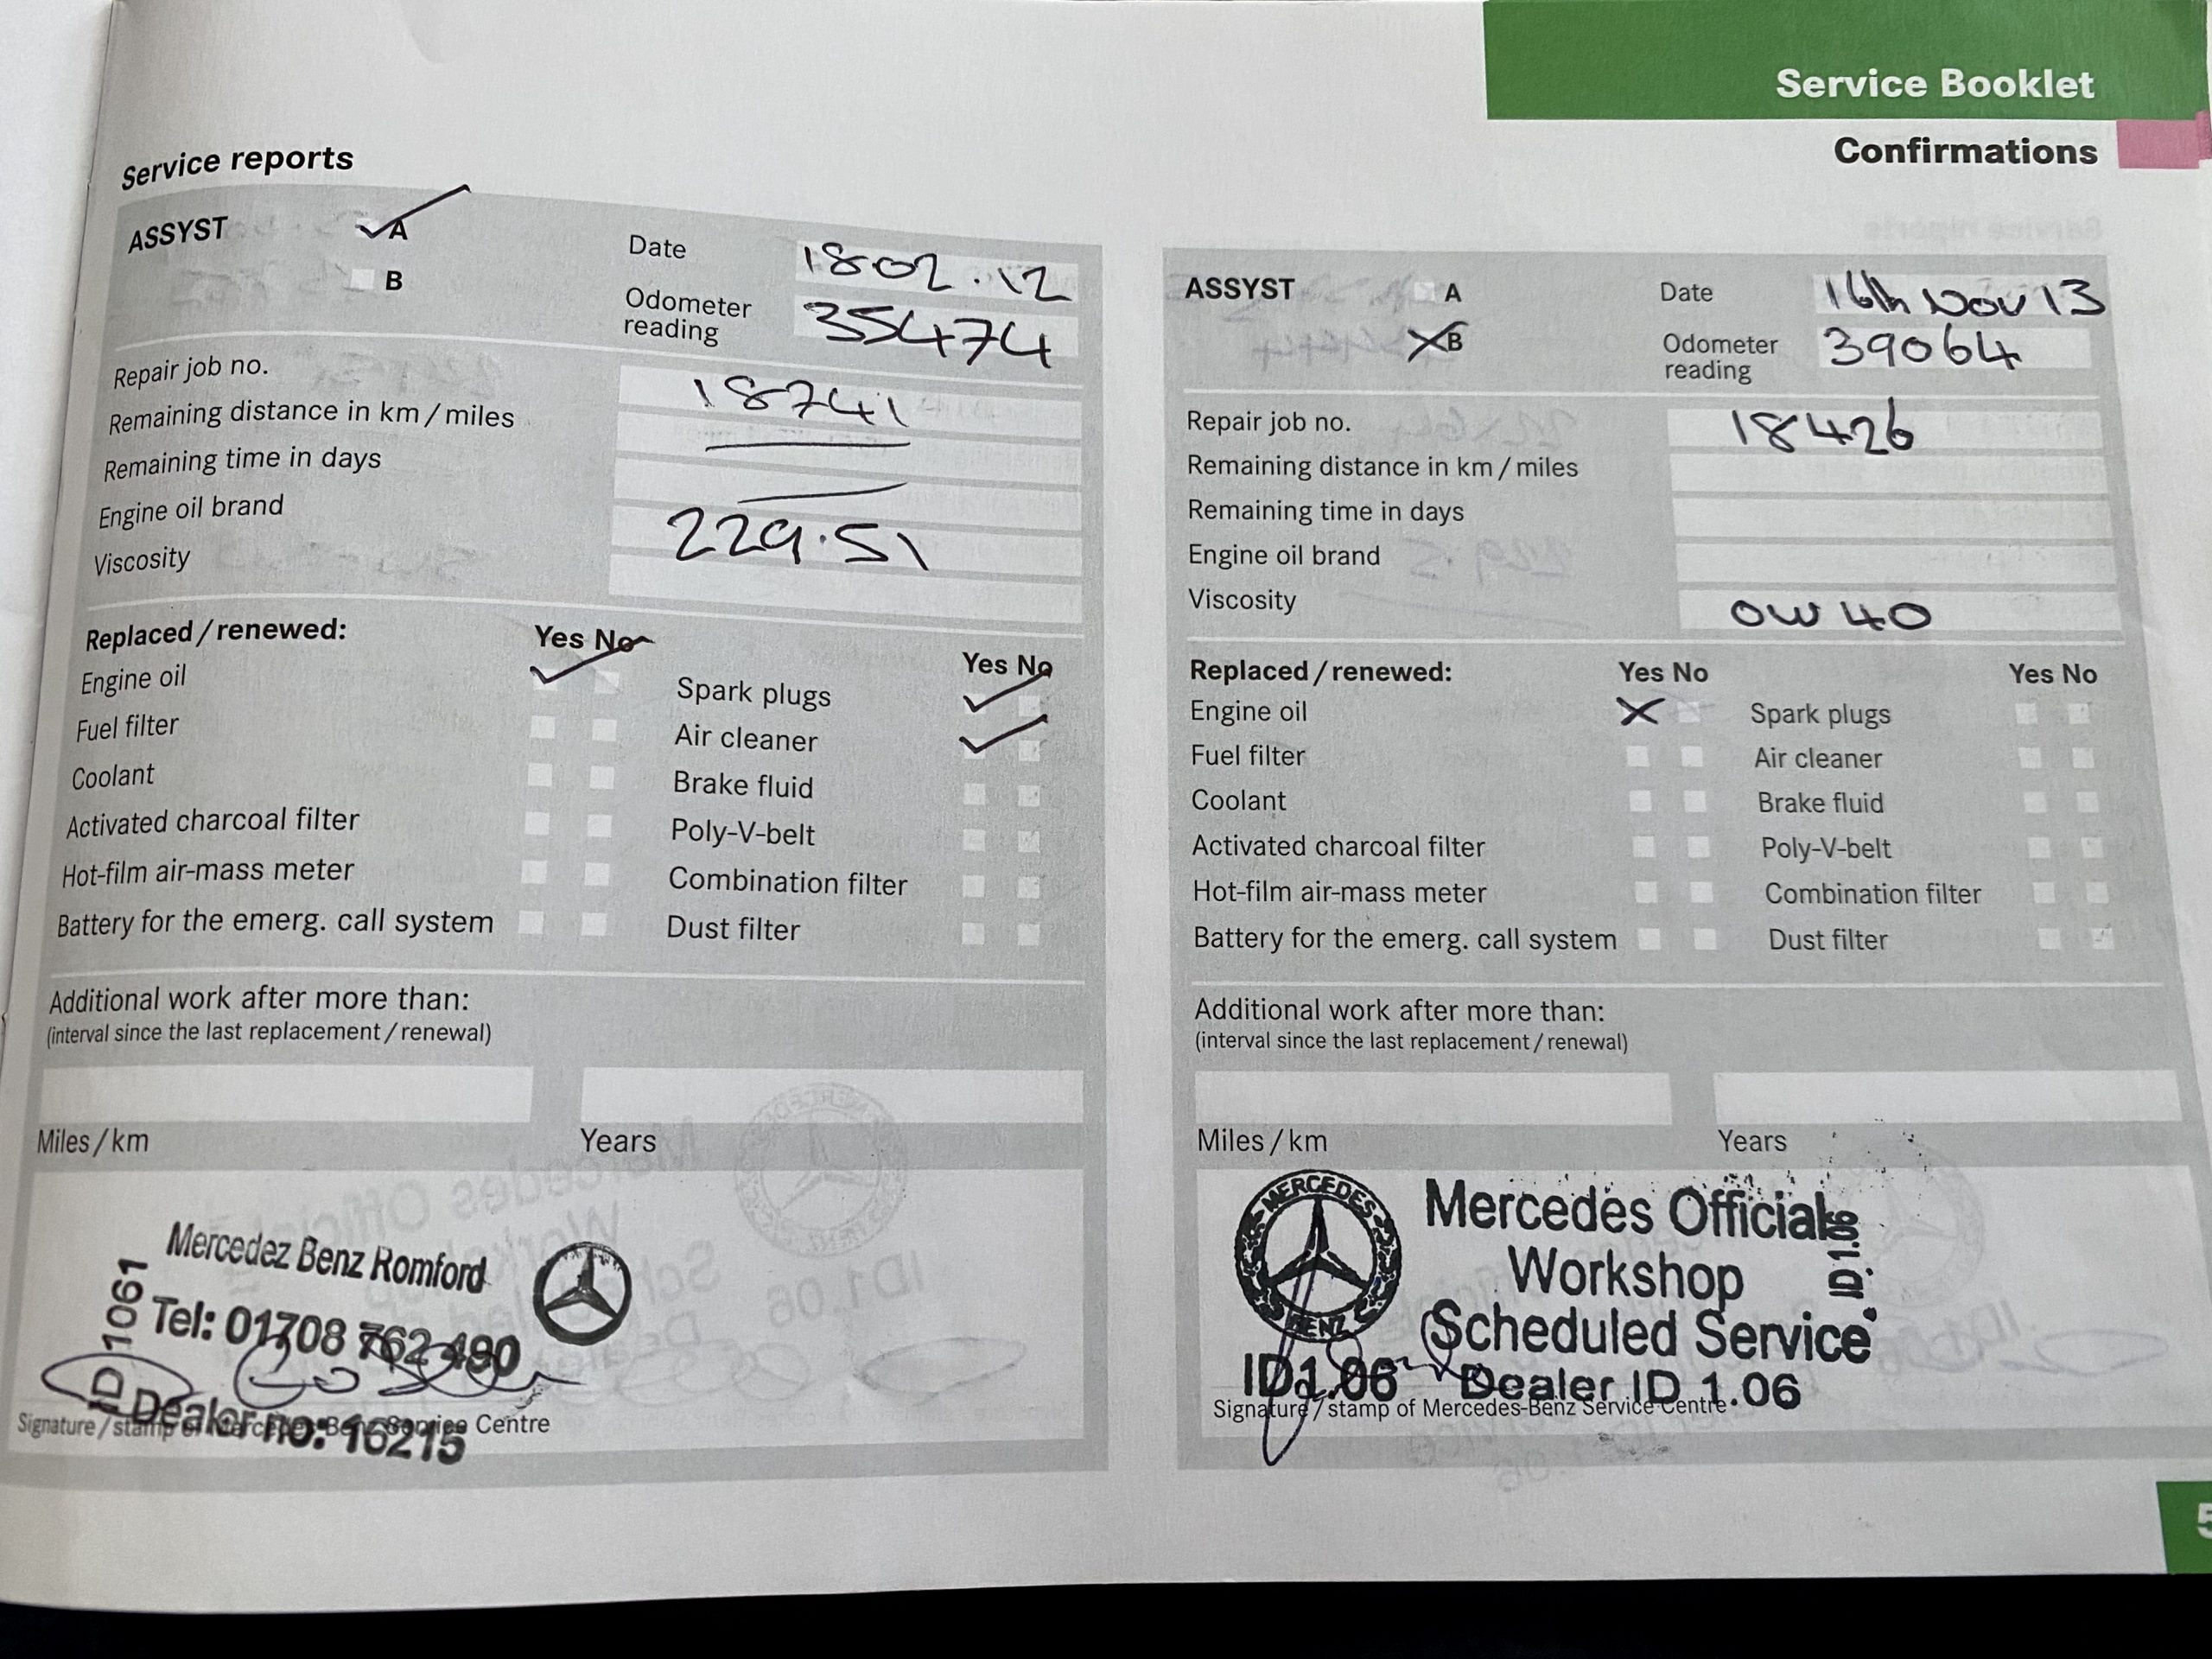 Service Booklet
Confirmations
Service reports
ASSYST
A
B
Date
1802.12
Odometer
reading
35474
Repair job no.
18741
Remaining distance in km / miles
Remaining time in days
Engine oil brand
229.51
Viscosity
Replaced / renewed:
Yes No
Yes No
Engine oil
Spark plugs
Fuel filter
Air cleaner
Coolant
Brake fluid
Activated charcoal filter
Poly-V-belt
Hot-film air-mass meter
Combination filter
Battery for the emerg. call system
Dust filter
Additional work after more than:
(interval since the last replacement / renewal)
Miles / km
Years
Mercedez Benz Romford
ID 1061
Tel: 01708 762 490
Dealer no: 16215
Signature / stamp of Mercedes-Benz Service Centre
ASSYST
A
B
Date
16th Nov 13
Odometer
reading
39064
Repair job no.
18426
Remaining distance in km / miles
Remaining time in days
Engine oil brand
Viscosity
0W 40
Replaced / renewed:
Yes No
Yes No
Engine oil
Spark plugs
Fuel filter
Air cleaner
Coolant
Brake fluid
Activated charcoal filter
Poly-V-belt
Hot-film air-mass meter
Combination filter
Battery for the emerg. call system
Dust filter
Additional work after more than:
(interval since the last replacement / renewal)
Miles / km
Years
MERCEDES
BENZ
Mercedes Official
Workshop
Scheduled Service
ID1.06
Dealer ID 1.06
Signature / stamp of Mercedes-Benz Service Centre
5